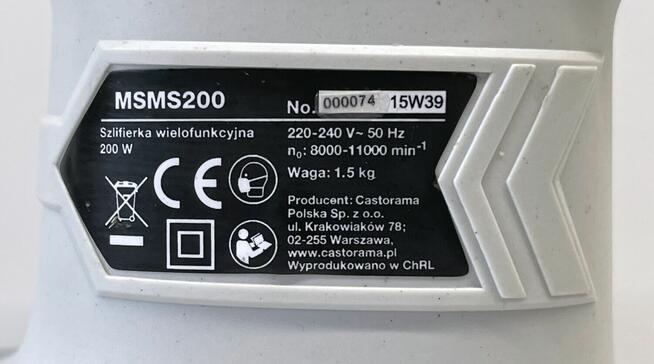 MSMS200
No. 000074 15W39
Szlifierka wielofunkcyjna
200 W
220-240 V~ 50 Hz
n₀: 8000-11000 min⁻¹
Waga: 1.5 kg
CE
Producent: Castorama
Polska Sp. z o.o.
ul. Krakowiaków 78;
02-255 Warszawa,
www.castorama.pl
Wyprodukowano w ChRL